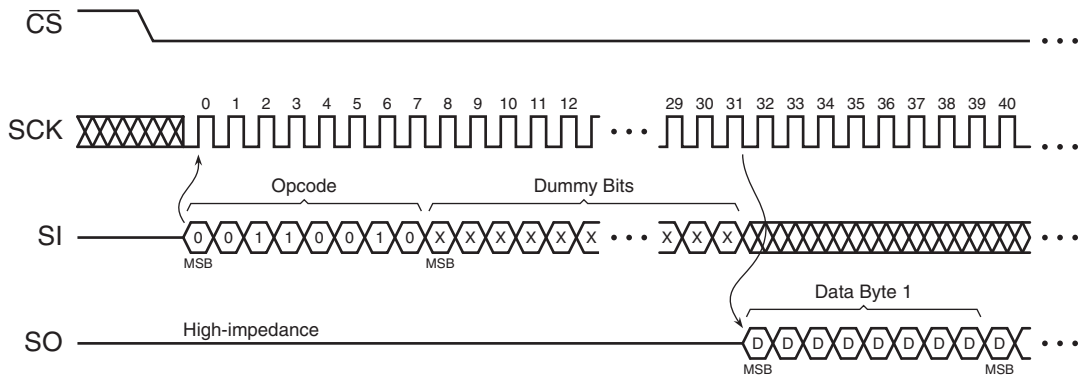 CS
SCK
0 1 2 3 4 5 6 7 8 9 10 11 12 29 30 31 32 33 34 35 36 37 38 39 40
Opcode Dummy Bits
SI
0 0 1 1 0 0 1 0 X X X X X X X X X
MSB MSB
Data Byte 1
High-impedance
SO
D D D D D D D D D
MSB MSB